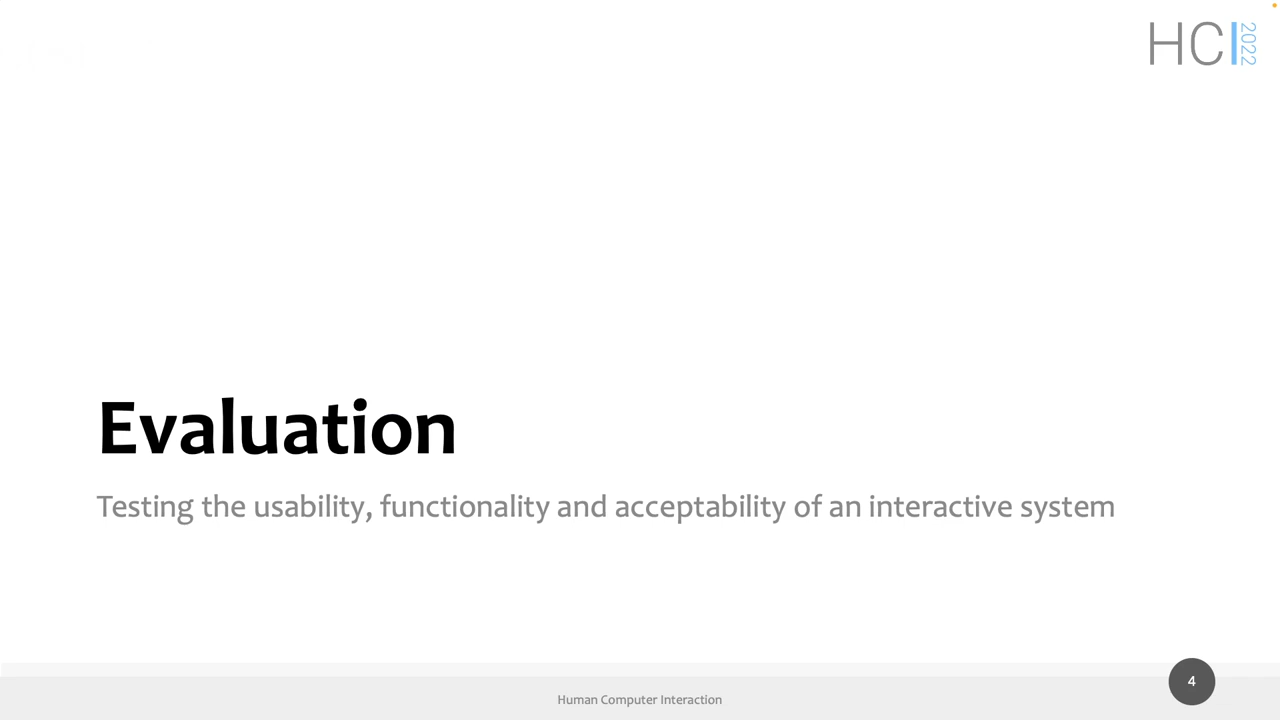 HCI 2022
Evaluation
Testing the usability, functionality and acceptability of an interactive system
Human Computer Interaction
4